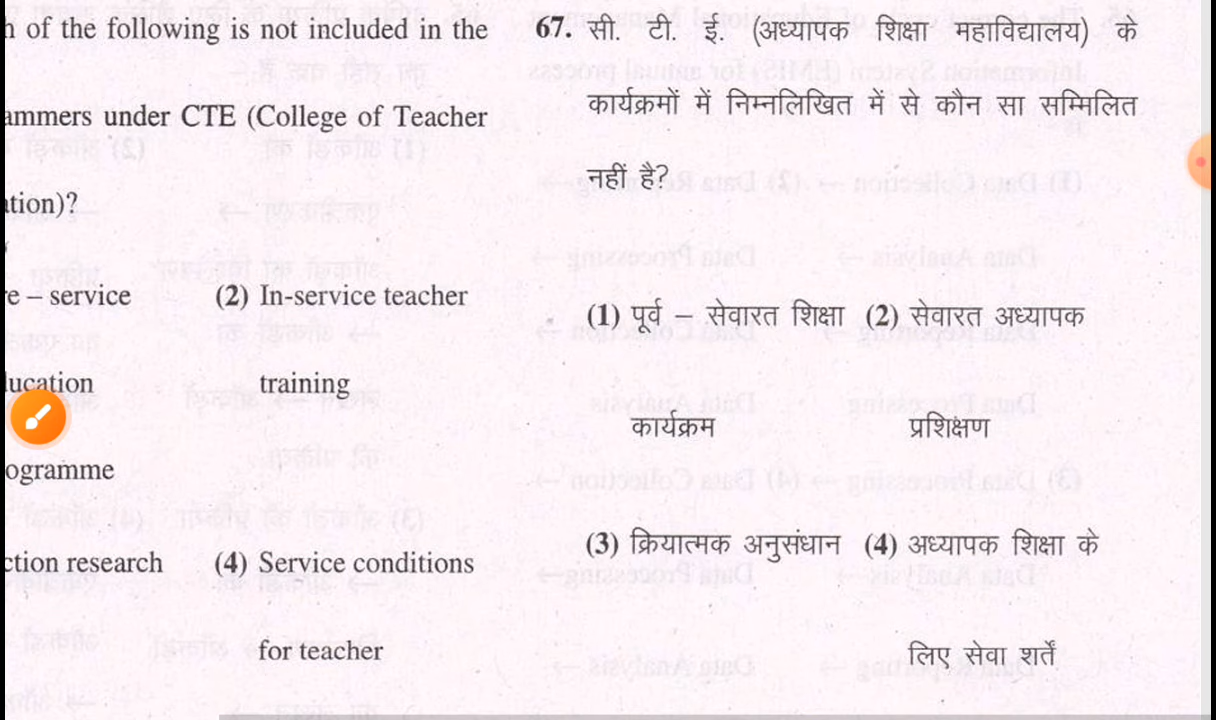 of the following is not included in the
ammers under CTE (College of Teacher
ation)?
re – service
(2) In-service teacher
ucation
training
ogramme
ction research
(4) Service conditions
for teacher
67. सी. टी. ई. (अध्यापक शिक्षा महाविद्यालय) के
कार्यक्रमों में निम्नलिखित में से कौन सा सम्मिलित
नहीं है?
(1) पूर्व – सेवारत शिक्षा (2) सेवारत अध्यापक
कार्यक्रम प्रशिक्षण
(3) क्रियात्मक अनुसंधान (4) अध्यापक शिक्षा के
लिए सेवा शर्तें